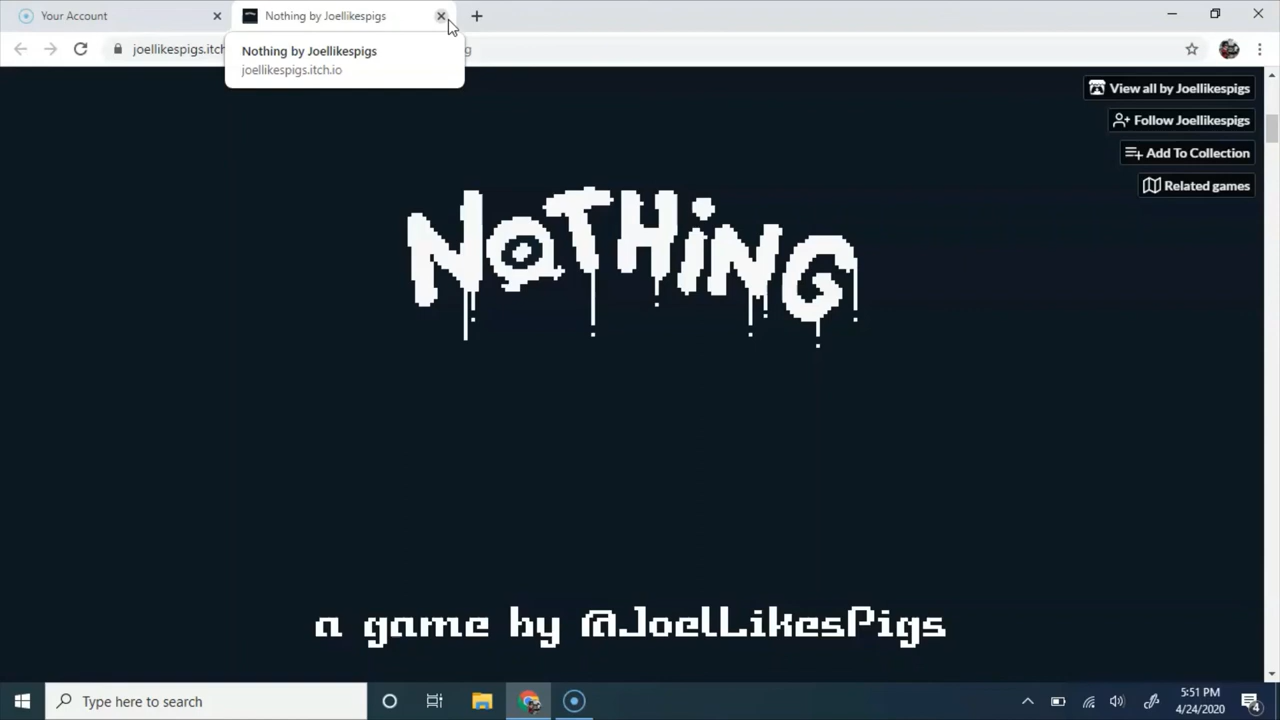 Your Account
Nothing by Joellikespigs
joellikespigs.itch
g
Nothing by Joellikespigs
joellikespigs.itch.io
View all by Joellikespigs
Follow Joellikespigs
Add To Collection
Related games
NOTHiNG
a game by @JoelLikesPigs
Type here to search
5:51 PM
4/24/2020
4